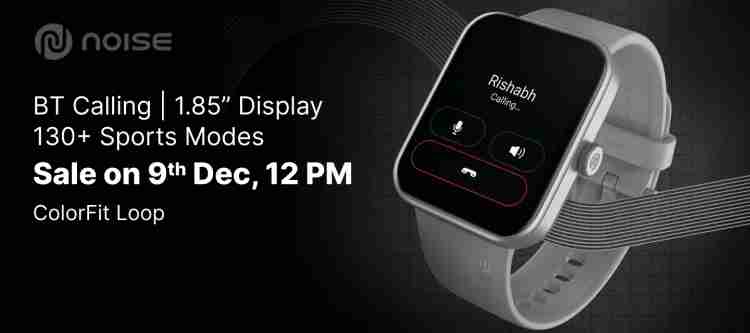 NOISE
BT Calling | 1.85” Display
130+ Sports Modes
Sale on 9th Dec, 12 PM
ColorFit Loop
Rishabh
Calling...